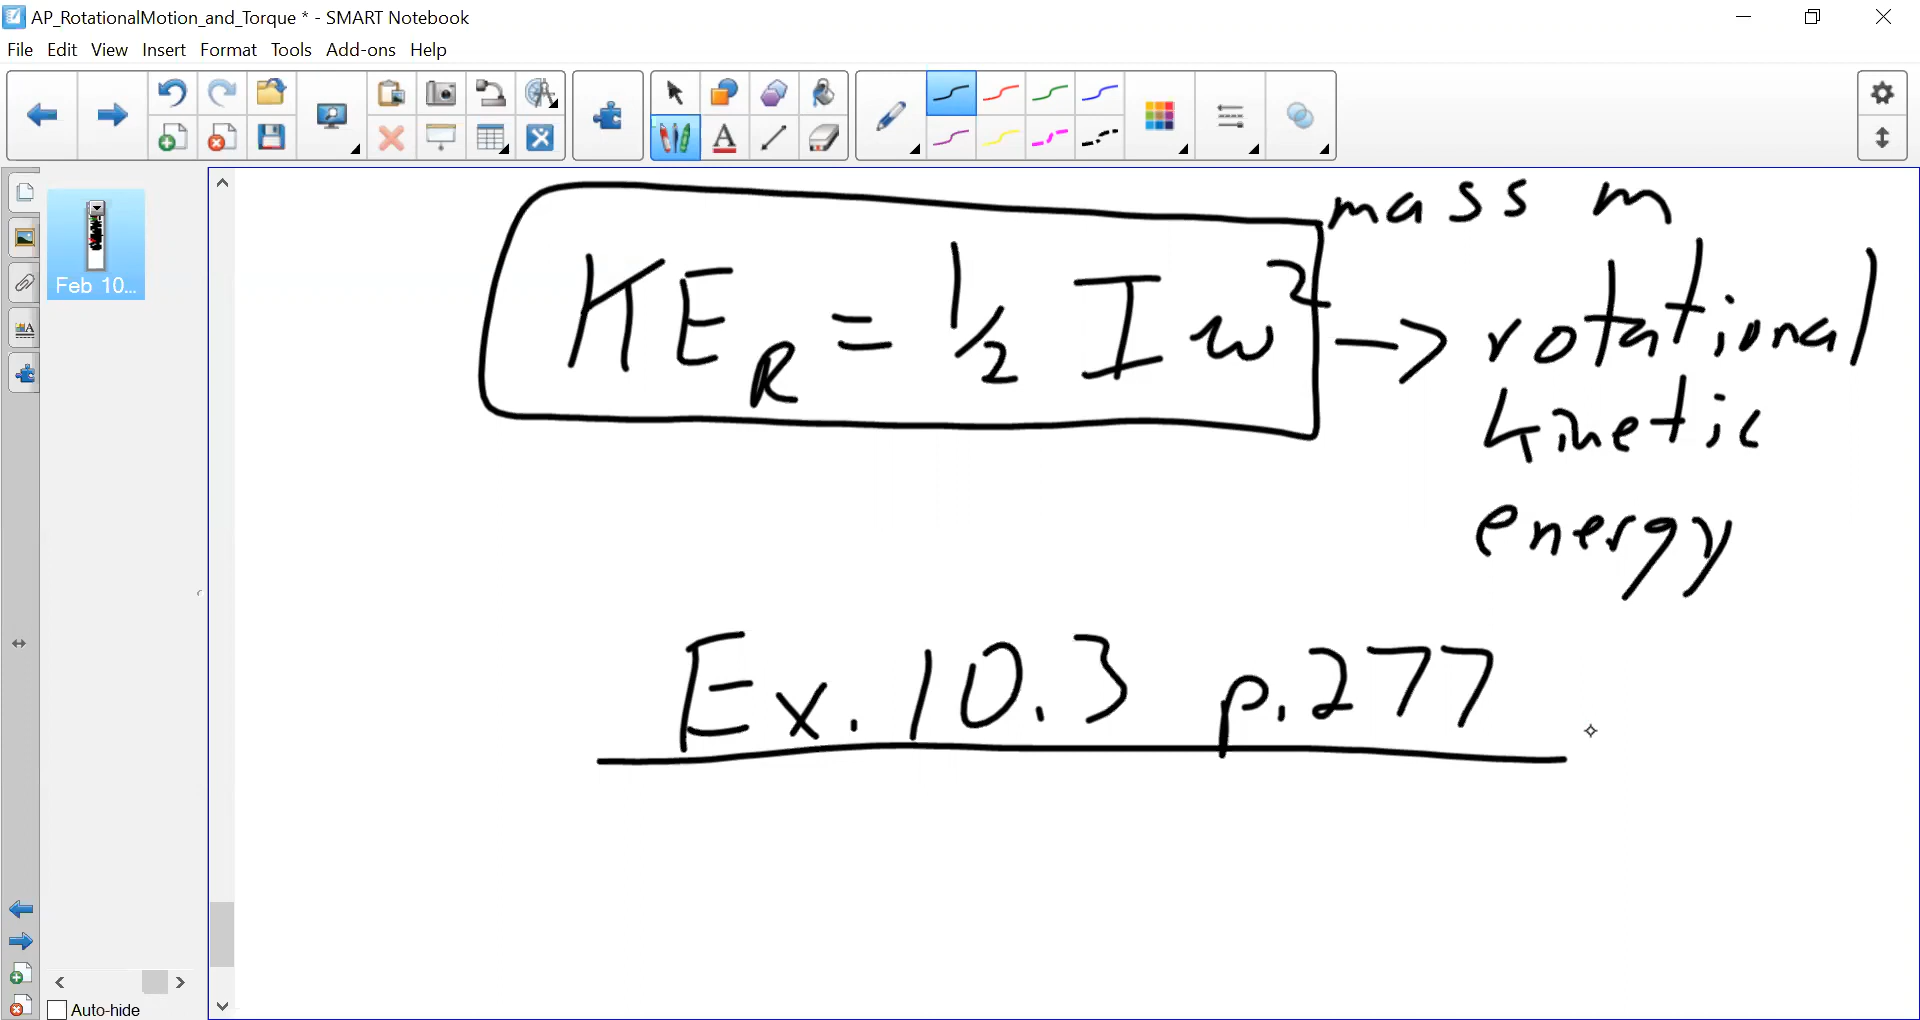 AP_RotationalMotion_and_Torque * - SMART Notebook
File Edit View Insert Format Tools Add-ons Help
Feb 10...
mass m
KE_R = 1/2 I ω² → rotational
kinetic
energy
Ex. 10.3 p.277
Auto-hide